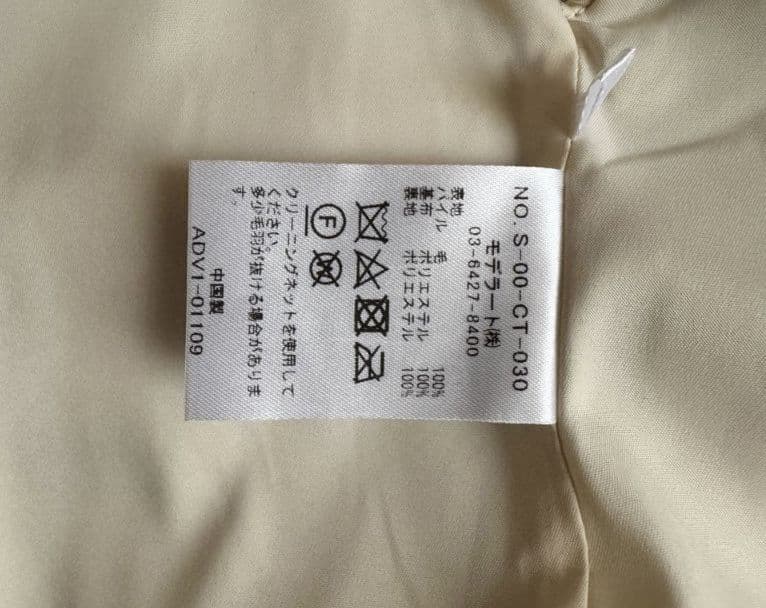 NO. S-00-CT-030
モデラート㈱
03-6427-8400
表地
パイル 毛 100%
基布 ポリエステル 100%
裏地 ポリエステル 100%
F
W
クリーニングネットを使用して
ください。
多少毛羽が抜ける場合がありま
す。
中国製
ADV1-01109